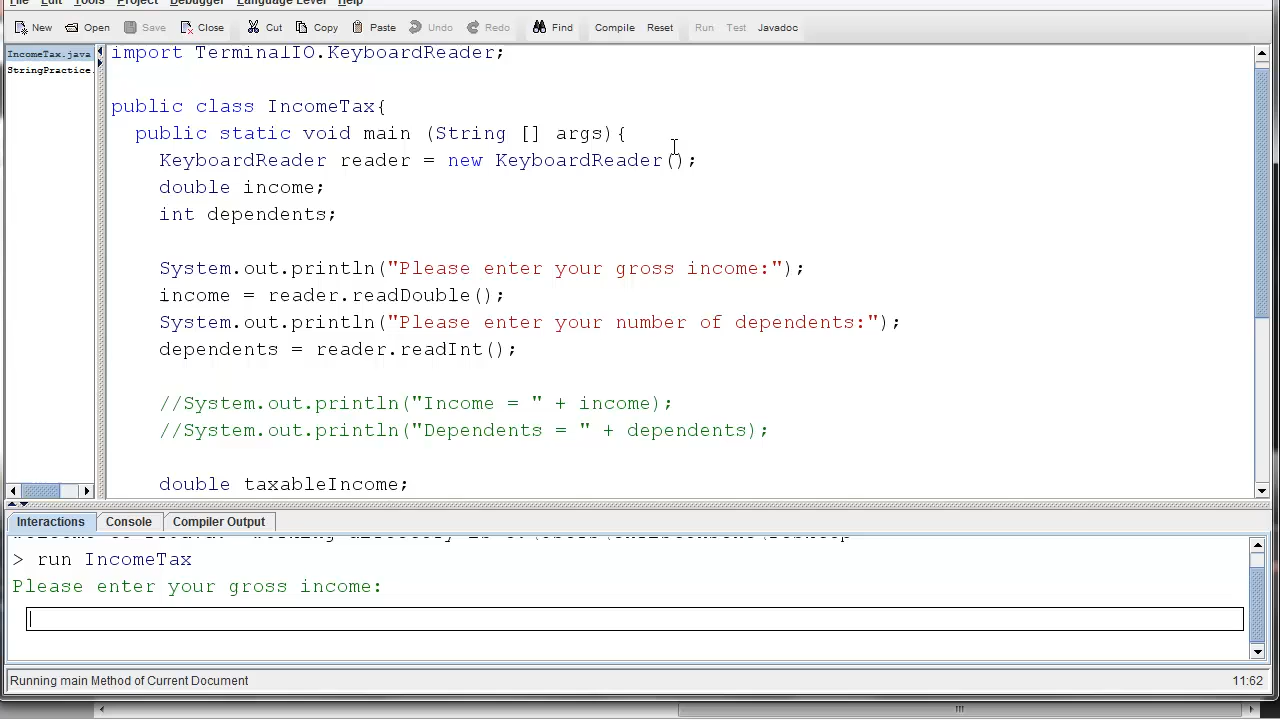 File Edit Tools Project Debugger Language Level Help
New Open Save Close Cut Copy Paste Undo Redo Find Compile Reset Run Test Javadoc
IncomeTax.java
StringPractice.
import TerminalIO.KeyboardReader;
public class IncomeTax{
public static void main (String [] args){
KeyboardReader reader = new KeyboardReader();
double income;
int dependents;
System.out.println("Please enter your gross income:");
income = reader.readDouble();
System.out.println("Please enter your number of dependents:");
dependents = reader.readInt();
//System.out.println("Income = " + income);
//System.out.println("Dependents = " + dependents);
double taxableIncome;
Interactions Console Compiler Output
> run IncomeTax
Please enter your gross income:
Running main Method of Current Document 11:62